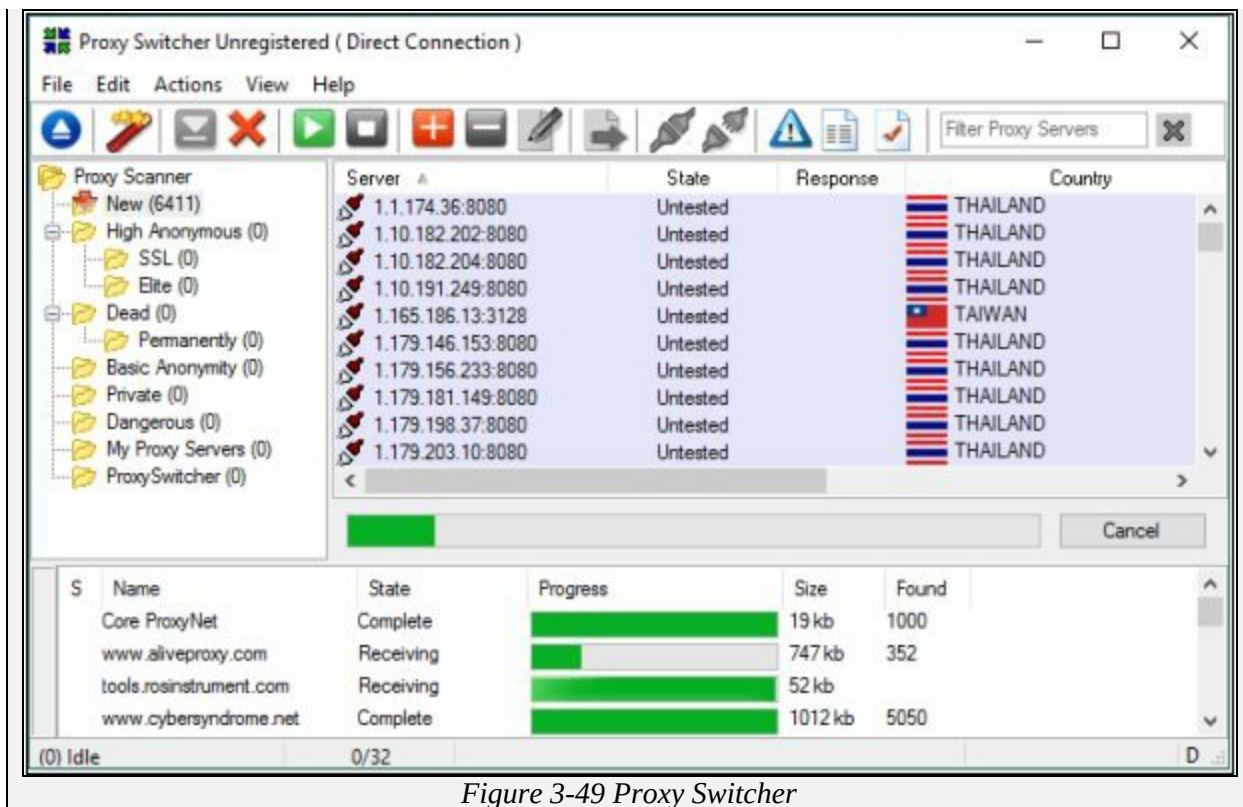 Proxy Switcher Unregistered ( Direct Connection )
File Edit Actions View Help
Filter Proxy Servers
Proxy Scanner
New (6411)
High Anonymous (0)
SSL (0)
Elite (0)
Dead (0)
Permanently (0)
Basic Anonymity (0)
Private (0)
Dangerous (0)
My Proxy Servers (0)
ProxySwitcher (0)
Server State Response Country
1.1.174.36:8080 Untested THAILAND
1.10.182.202:8080 Untested THAILAND
1.10.182.204:8080 Untested THAILAND
1.10.191.249:8080 Untested THAILAND
1.165.186.13:3128 Untested TAIWAN
1.179.146.153:8080 Untested THAILAND
1.179.156.233:8080 Untested THAILAND
1.179.181.149:8080 Untested THAILAND
1.179.198.37:8080 Untested THAILAND
1.179.203.10:8080 Untested THAILAND
Cancel
S Name State Progress Size Found
Core ProxyNet Complete 19 kb 1000
www.aliveproxy.com Receiving 747 kb 352
tools.rosinstrument.com Receiving 52 kb
www.cybersyndrome.net Complete 1012 kb 5050
(0) Idle 0/32 D
Figure 3-49 Proxy Switcher